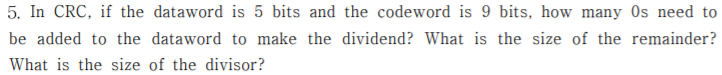 5. In CRC, if the dataword is 5 bits and the codeword is 9 bits, how many 0s need to
be added to the dataword to make the dividend? What is the size of the remainder?
What is the size of the divisor?